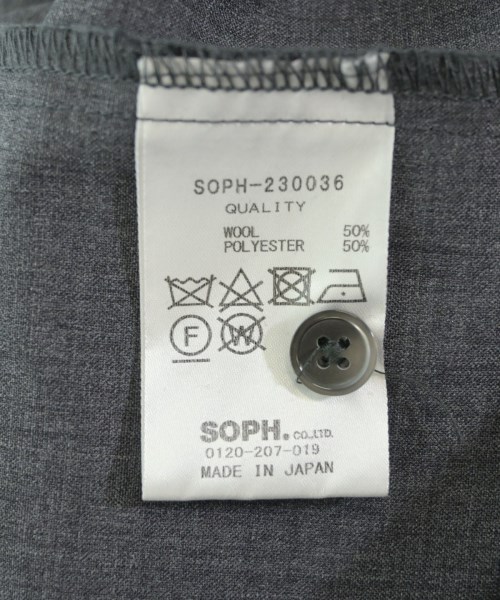 SOPH-230036
QUALITY
WOOL 50%
POLYESTER 50%
F W
SOPH. CO.,LTD.
0120-207-019
MADE IN JAPAN